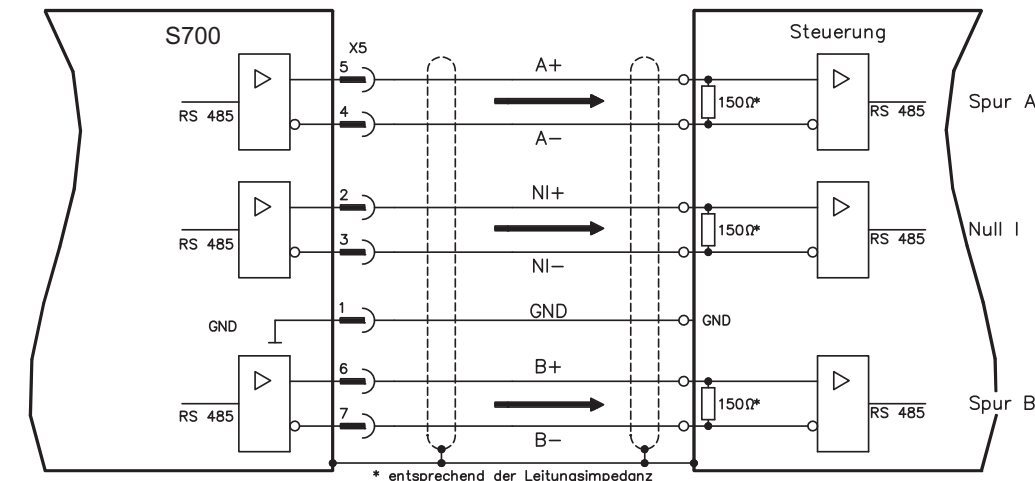 S700
Steuerung
X5
5
A+
RS 485
150Ω*
RS 485
Spur A
4
A−
2
NI+
RS 485
150Ω*
RS 485
Null I
3
NI−
1
GND
GND
GND
6
B+
RS 485
150Ω*
RS 485
Spur B
7
B−
* entsprechend der Leitungsimpedanz